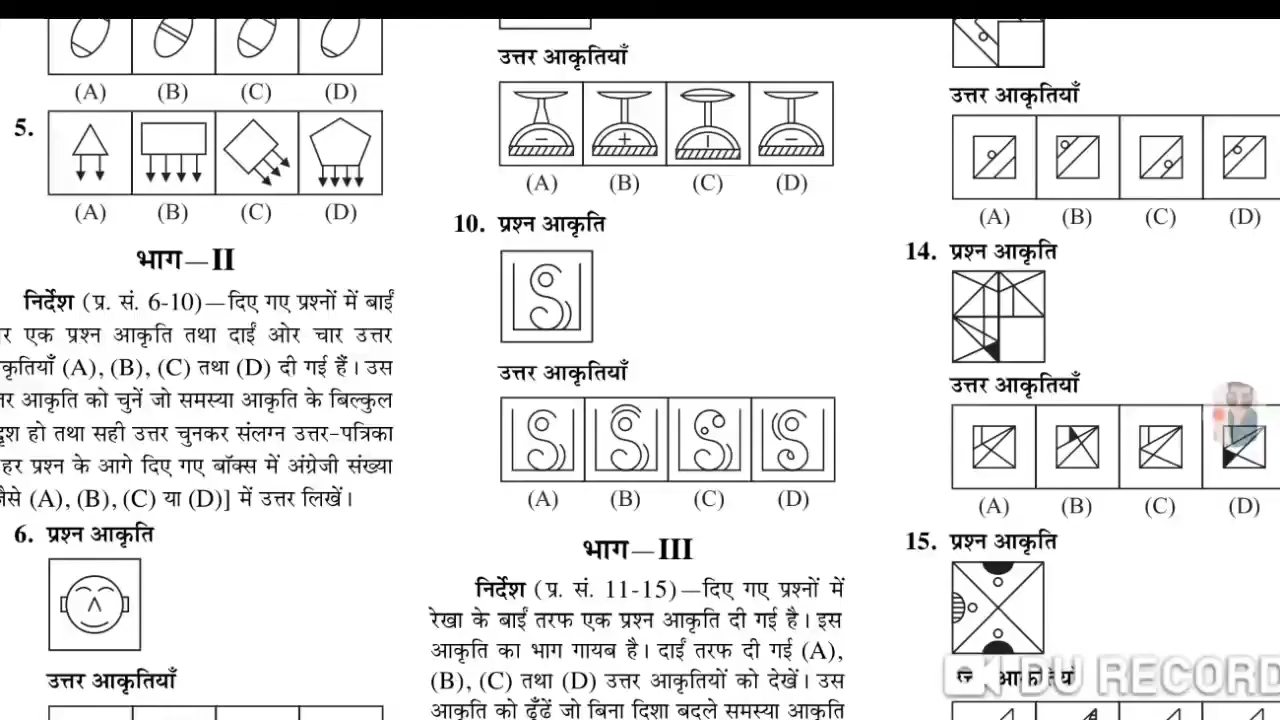 (A) (B) (C) (D)
5.
(A) (B) (C) (D)
भाग—II
निर्देश (प्र. सं. 6-10)—दिए गए प्रश्नों में बाईं
र एक प्रश्न आकृति तथा दाईं ओर चार उत्तर
कृतियाँ (A), (B), (C) तथा (D) दी गई हैं। उस
आकृति को चुनें जो समस्या आकृति के बिल्कुल
हो तथा सही उत्तर चुनकर संलग्न उत्तर-पत्रिका
हर प्रश्न के आगे दिए गए बॉक्स में अंग्रेजी संख्या
जैसे (A), (B), (C) या (D)] में उत्तर लिखें।
6. प्रश्न आकृति
उत्तर आकृतियाँ
उत्तर आकृतियाँ
(A) (B) (C) (D)
10. प्रश्न आकृति
उत्तर आकृतियाँ
(A) (B) (C) (D)
भाग—III
निर्देश (प्र. सं. 11-15)—दिए गए प्रश्नों में
रेखा के बाईं तरफ एक प्रश्न आकृति दी गई है। इस
आकृति का भाग गायब है। दाईं तरफ दी गई (A),
(B), (C) तथा (D) उत्तर आकृतियों को देखें। उस
आकृति को ढूँढें जो बिना दिशा बदले समस्या आकृति
उत्तर आकृतियाँ
(A) (B) (C) (D)
14. प्रश्न आकृति
उत्तर आकृतियाँ
(A) (B) (C) (D)
15. प्रश्न आकृति
DU RECORD